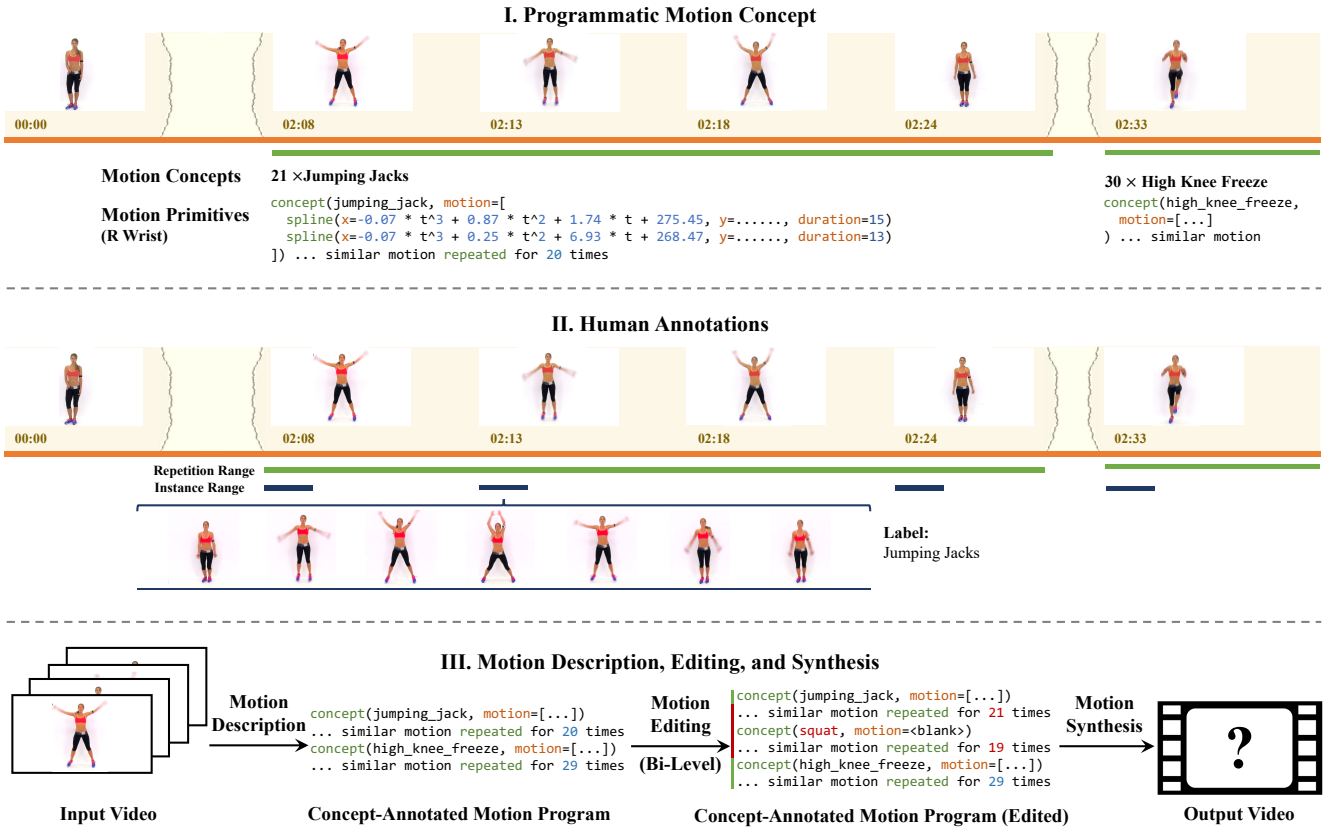 I. Programmatic Motion Concept
00:00
02:08
02:13
02:18
02:24
02:33
Motion Concepts
21 ×Jumping Jacks
30 × High Knee Freeze
Motion Primitives
(R Wrist)
concept(jumping_jack, motion=[
spline(x=-0.07 * t^3 + 0.87 * t^2 + 1.74 * t + 275.45, y=......, duration=15)
spline(x=-0.07 * t^3 + 0.25 * t^2 + 6.93 * t + 268.47, y=......, duration=13)
]) ... similar motion repeated for 20 times
concept(high_knee_freeze,
motion=[...]
) ... similar motion
II. Human Annotations
00:00
02:08
02:13
02:18
02:24
02:33
Repetition Range
Instance Range
Label:
Jumping Jacks
III. Motion Description, Editing, and Synthesis
Motion
Description
concept(jumping_jack, motion=[...])
... similar motion repeated for 20 times
concept(high_knee_freeze, motion=[...])
... similar motion repeated for 29 times
Motion
Editing
(Bi-Level)
concept(jumping_jack, motion=[...])
... similar motion repeated for 21 times
concept(squat, motion=<blank>)
... similar motion repeated for 19 times
concept(high_knee_freeze, motion=[...])
... similar motion repeated for 29 times
Motion
Synthesis
?
Input Video
Concept-Annotated Motion Program
Concept-Annotated Motion Program (Edited)
Output Video